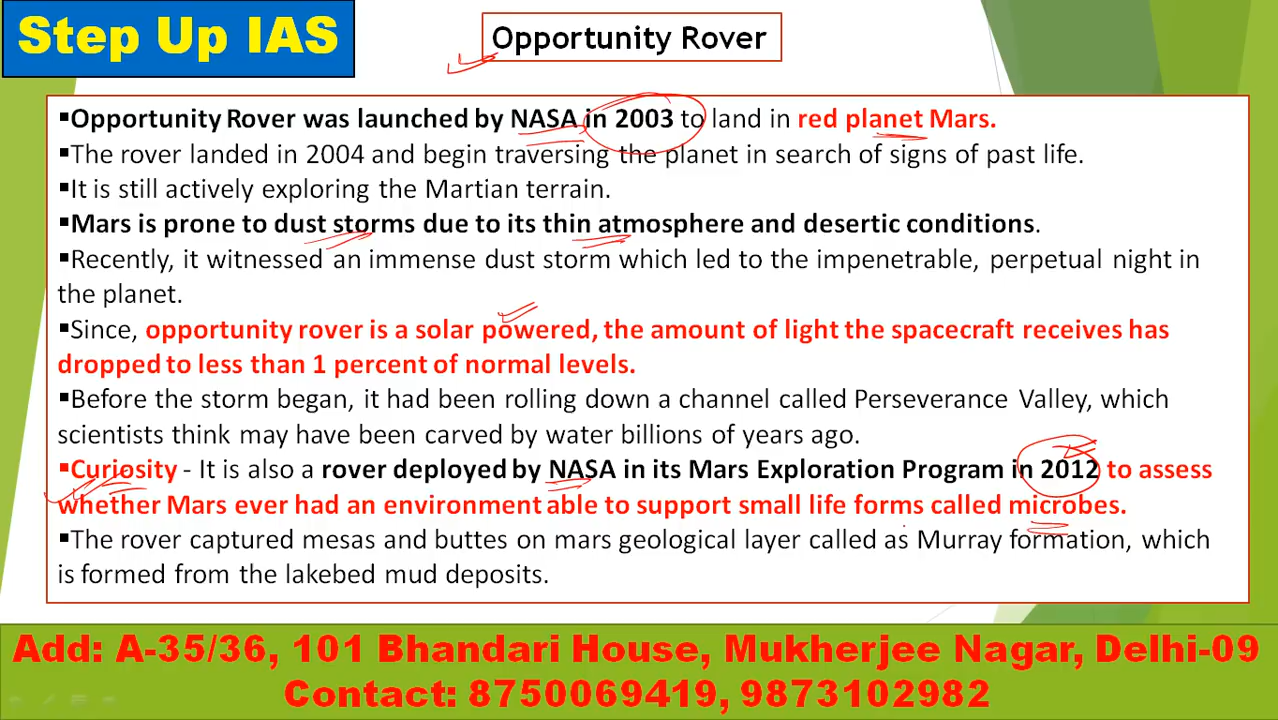 Step Up IAS
Opportunity Rover
▪Opportunity Rover was launched by NASA in 2003 to land in red planet Mars.
▪The rover landed in 2004 and begin traversing the planet in search of signs of past life.
▪It is still actively exploring the Martian terrain.
▪Mars is prone to dust storms due to its thin atmosphere and desertic conditions.
▪Recently, it witnessed an immense dust storm which led to the impenetrable, perpetual night in
the planet.
▪Since, opportunity rover is a solar powered, the amount of light the spacecraft receives has
dropped to less than 1 percent of normal levels.
▪Before the storm began, it had been rolling down a channel called Perseverance Valley, which
scientists think may have been carved by water billions of years ago.
▪Curiosity - It is also a rover deployed by NASA in its Mars Exploration Program in 2012 to assess
whether Mars ever had an environment able to support small life forms called microbes.
▪The rover captured mesas and buttes on mars geological layer called as Murray formation, which
is formed from the lakebed mud deposits.
Add: A-35/36, 101 Bhandari House, Mukherjee Nagar, Delhi-09
Contact: 8750069419, 9873102982